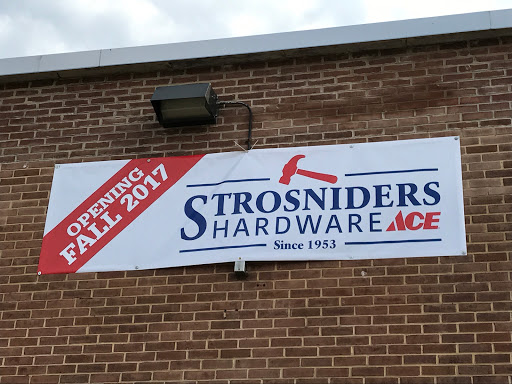 OPENING
FALL 2017
STROSNIDERS
HARDWARE ACE
Since 1953